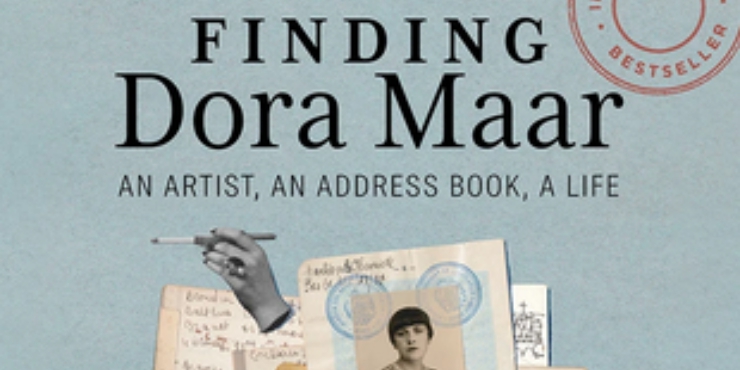 FINDING
Dora Maar
AN ARTIST, AN ADDRESS BOOK, A LIFE
BESTSELLER